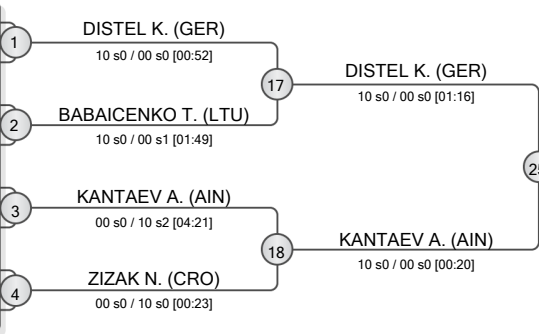 DISTEL K. (GER)
1
10 s0 / 00 s0 [00:52]
17
DISTEL K. (GER)
10 s0 / 00 s0 [01:16]
BABAICENKO T. (LTU)
2
10 s0 / 00 s1 [01:49]
25
KANTAEV A. (AIN)
3
00 s0 / 10 s2 [04:21]
18
KANTAEV A. (AIN)
10 s0 / 00 s0 [00:20]
ZIZAK N. (CRO)
4
00 s0 / 10 s0 [00:23]